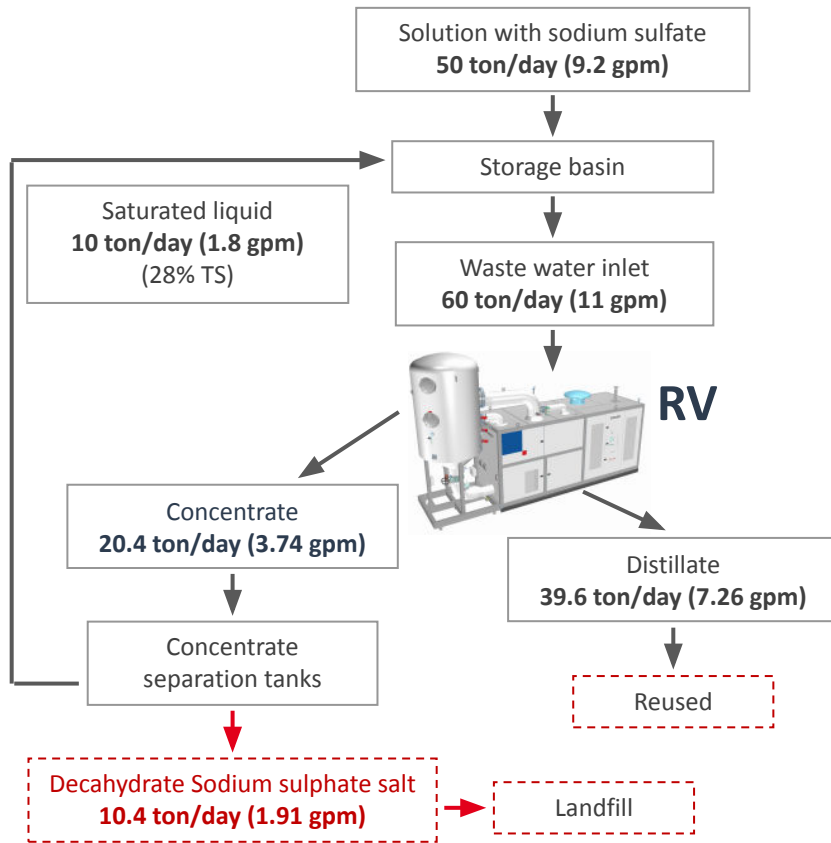 Solution with sodium sulfate
50 ton/day (9.2 gpm)
Storage basin
Saturated liquid
10 ton/day (1.8 gpm)
(28% TS)
Waste water inlet
60 ton/day (11 gpm)
RV
Concentrate
20.4 ton/day (3.74 gpm)
Distillate
39.6 ton/day (7.26 gpm)
Concentrate
separation tanks
Reused
Decahydrate Sodium sulphate salt
10.4 ton/day (1.91 gpm)
Landfill